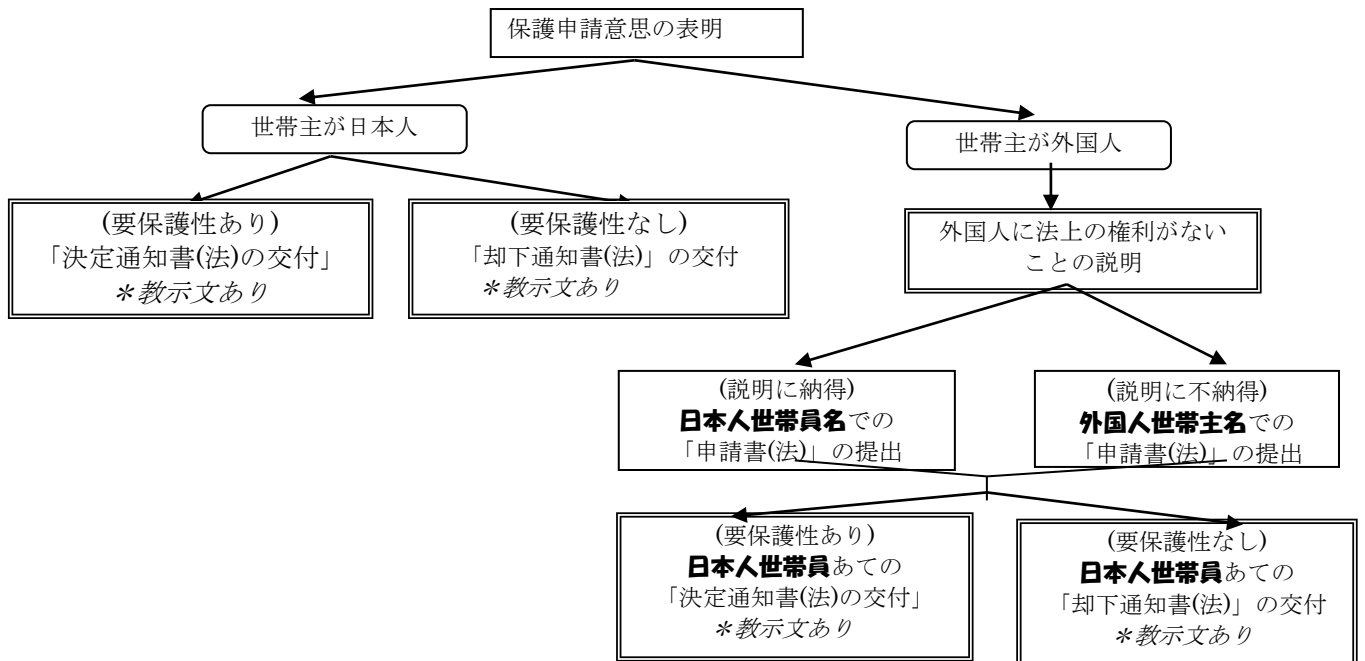 保護申請意思の表明
世帯主が日本人
世帯主が外国人
(要保護性あり)
「決定通知書(法)の交付」
＊教示文あり
(要保護性なし)
「却下通知書(法)」の交付
＊教示文あり
外国人に法上の権利がない
ことの説明
(説明に納得)
日本人世帯員名での
「申請書(法)」の提出
(説明に不納得)
外国人世帯主名での
「申請書(法)」の提出
(要保護性あり)
日本人世帯員あての
「決定通知書(法)の交付」
＊教示文あり
(要保護性なし)
日本人世帯員あての
「却下通知書(法)」の交付
＊教示文あり